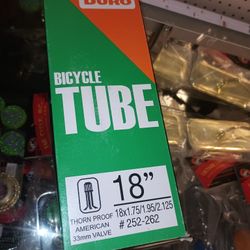 DURO
BICYCLE
TUBE
18"
18x1.75/1.95/2.125
# 252-262
THORN PROOF
AMERICAN
33mm VALVE